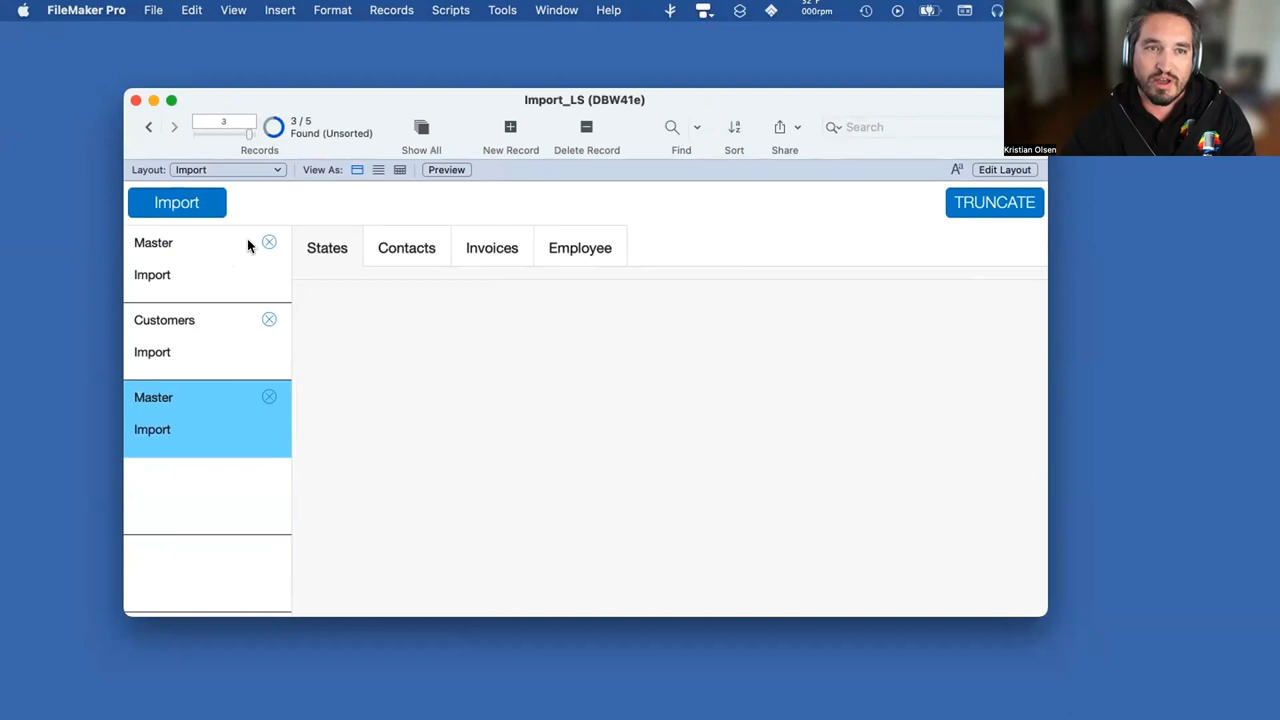 FileMaker Pro File Edit View Insert Format Records Scripts Tools Window Help
000rpm
Kristian Olsen
Import_LS (DBW41e)
3
3 / 5
Found (Unsorted)
Records Show All New Record Delete Record Find Sort Share
Search
Layout: Import View As: Preview Aa Edit Layout
Import TRUNCATE
Master
Import
Customers
Import
Master
Import
States Contacts Invoices Employee